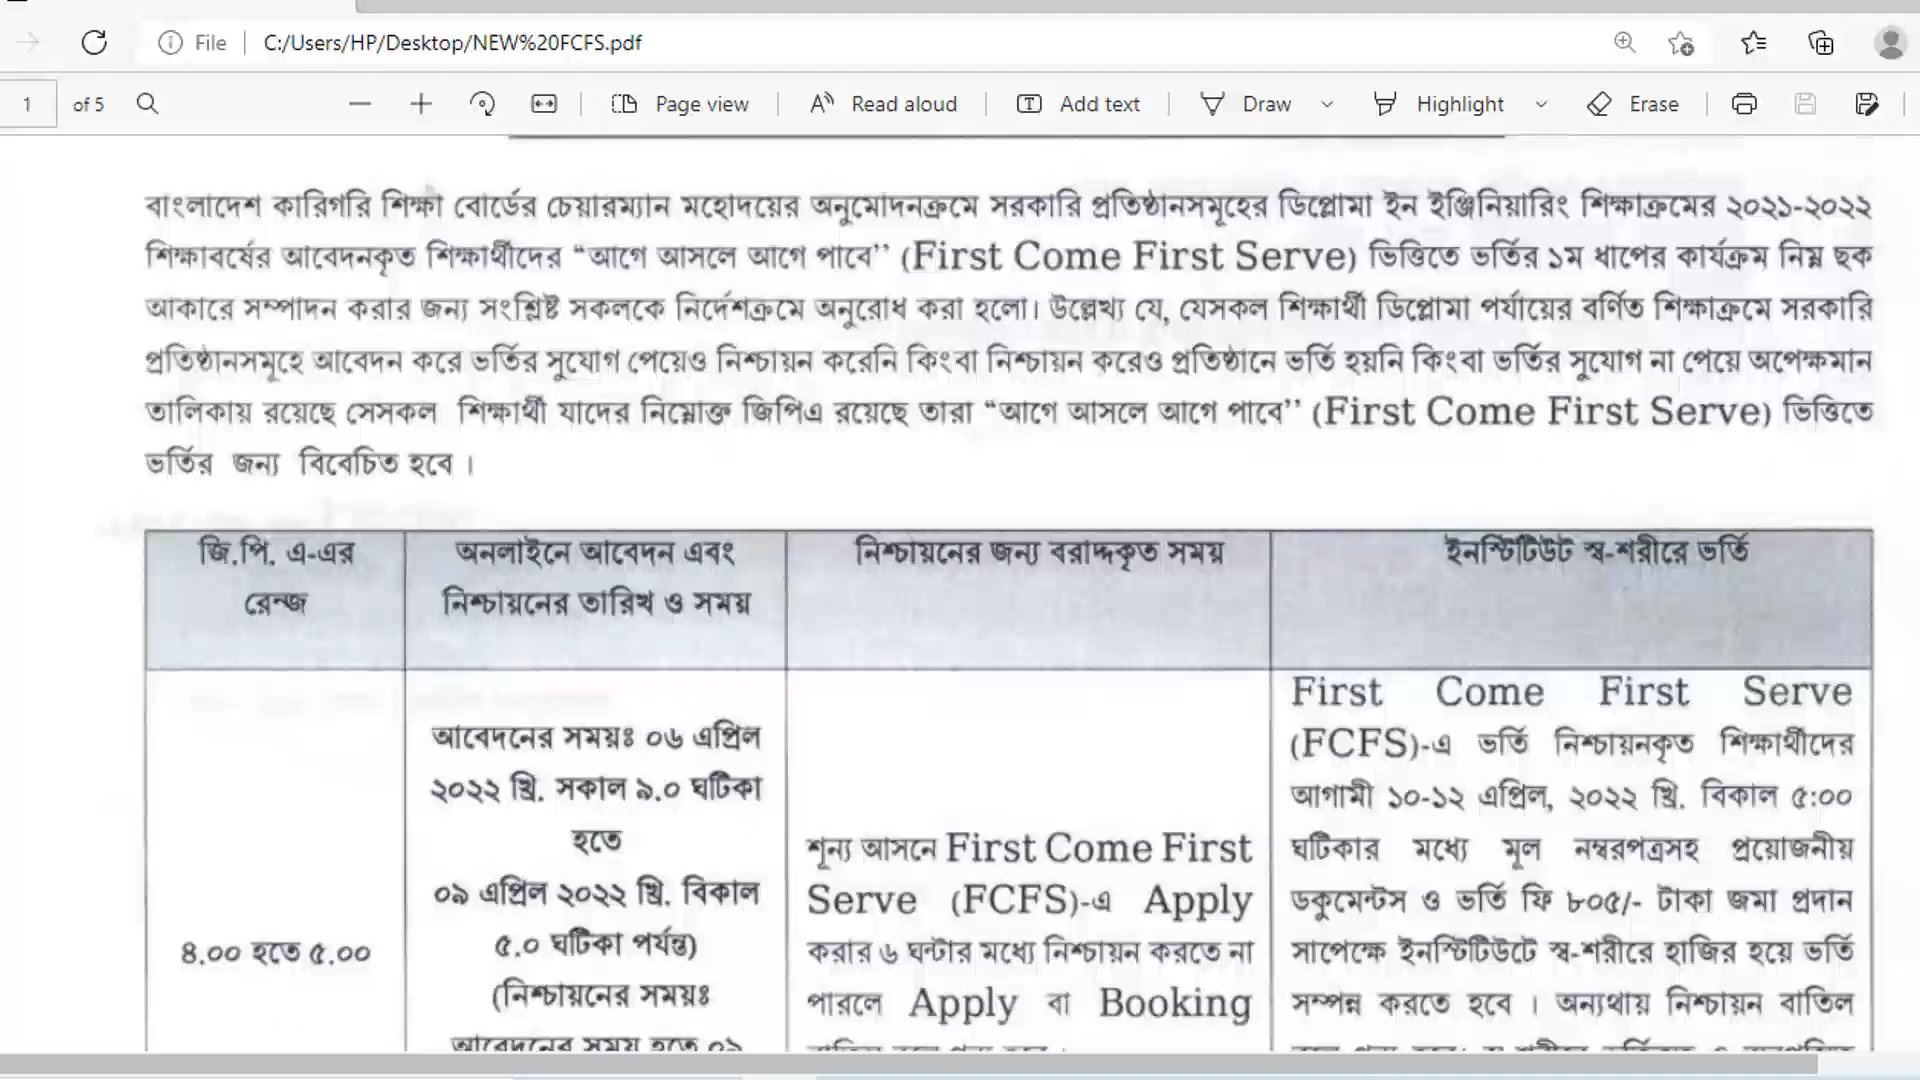 File C:/Users/HP/Desktop/NEW%20FCFS.pdf
1 of 5 Page view Read aloud Add text Draw Highlight Erase
বাংলাদেশ কারিগরি শিক্ষা বোর্ডের চেয়ারম্যান মহোদয়ের অনুমোদনক্রমে সরকারি প্রতিষ্ঠানসমূহের ডিপ্লোমা ইন ইঞ্জিনিয়ারিং শিক্ষাক্রমের ২০২১-২০২২
শিক্ষাবর্ষের আবেদনকৃত শিক্ষার্থীদের “আগে আসলে আগে পাবে’’ (First Come First Serve) ভিত্তিতে ভর্তির ১ম ধাপের কার্যক্রম নিম্ন ছক
আকারে সম্পাদন করার জন্য সংশ্লিষ্ট সকলকে নির্দেশক্রমে অনুরোধ করা হলো। উল্লেখ্য যে, যেসকল শিক্ষার্থী ডিপ্লোমা পর্যায়ের বর্ণিত শিক্ষাক্রমে সরকারি
প্রতিষ্ঠানসমূহে আবেদন করে ভর্তির সুযোগ পেয়েও নিশ্চায়ন করেনি কিংবা নিশ্চায়ন করেও প্রতিষ্ঠানে ভর্তি হয়নি কিংবা ভর্তির সুযোগ না পেয়ে অপেক্ষমান
তালিকায় রয়েছে সেসকল শিক্ষার্থী যাদের নিম্নোক্ত জিপিএ রয়েছে তারা “আগে আসলে আগে পাবে’’ (First Come First Serve) ভিত্তিতে
ভর্তির জন্য বিবেচিত হবে ।
জি.পি. এ-এর
রেন্জ
অনলাইনে আবেদন এবং
নিশ্চায়নের তারিখ ও সময়
নিশ্চায়নের জন্য বরাদ্দকৃত সময়
ইনস্টিটিউট স্ব-শরীরে ভর্তি
৪.০০ হতে ৫.০০
আবেদনের সময়ঃ ০৬ এপ্রিল
২০২২ খ্রি. সকাল ৯.০ ঘটিকা
হতে
০৯ এপ্রিল ২০২২ খ্রি. বিকাল
৫.০ ঘটিকা পর্যন্ত)
(নিশ্চায়নের সময়ঃ
আবেদনের সময় হতে ০৯
শূন্য আসনে First Come First
Serve (FCFS)-এ Apply
করার ৬ ঘন্টার মধ্যে নিশ্চায়ন করতে না
পারলে Apply বা Booking
First Come First Serve
(FCFS)-এ ভর্তি নিশ্চায়নকৃত শিক্ষার্থীদের
আগামী ১০-১২ এপ্রিল, ২০২২ খ্রি. বিকাল ৫:০০
ঘটিকার মধ্যে মূল নম্বরপত্রসহ প্রয়োজনীয়
ডকুমেন্টস ও ভর্তি ফি ৮০৫/- টাকা জমা প্রদান
সাপেক্ষে ইনস্টিটিউটে স্ব-শরীরে হাজির হয়ে ভর্তি
সম্পন্ন করতে হবে । অন্যথায় নিশ্চায়ন বাতিল